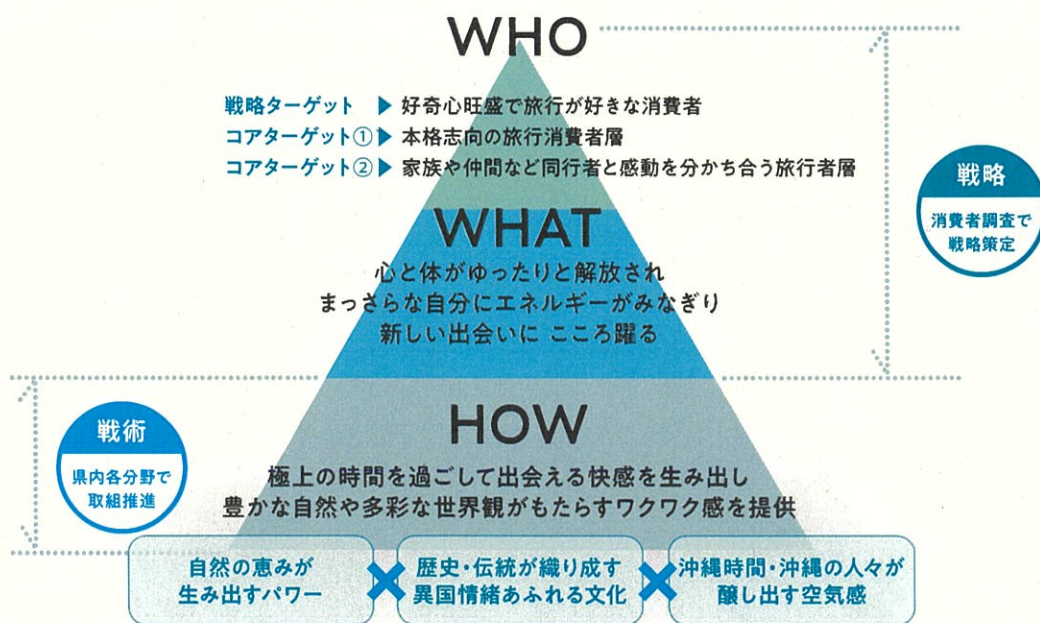 WHO
戦略ターゲット ▶ 好奇心旺盛で旅行が好きな消費者
コアターゲット① ▶ 本格志向の旅行消費者層
コアターゲット② ▶ 家族や仲間など同行者と感動を分かち合う旅行者層
戦略
消費者調査で
戦略策定
WHAT
心と体がゆったりと解放され
まっさらな自分にエネルギーがみなぎり
新しい出会いに こころ躍る
戦術
県内各分野で
取組推進
HOW
極上の時間を過ごして出会える快感を生み出し
豊かな自然や多彩な世界観がもたらすワクワク感を提供
自然の恵みが
生み出すパワー
×
歴史・伝統が織り成す
異国情緒あふれる文化
×
沖縄時間・沖縄の人々が
醸し出す空気感